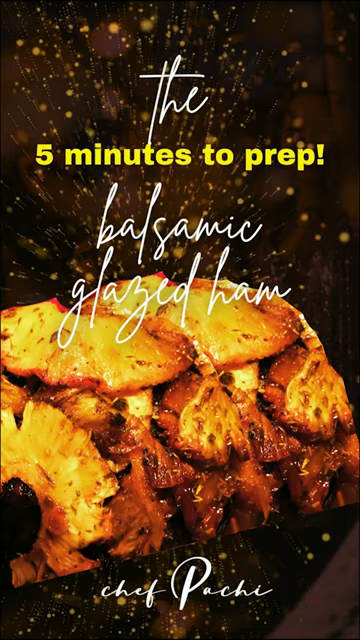 the
5 minutes to prep!
balsamic
glazed ham
chef Pachi